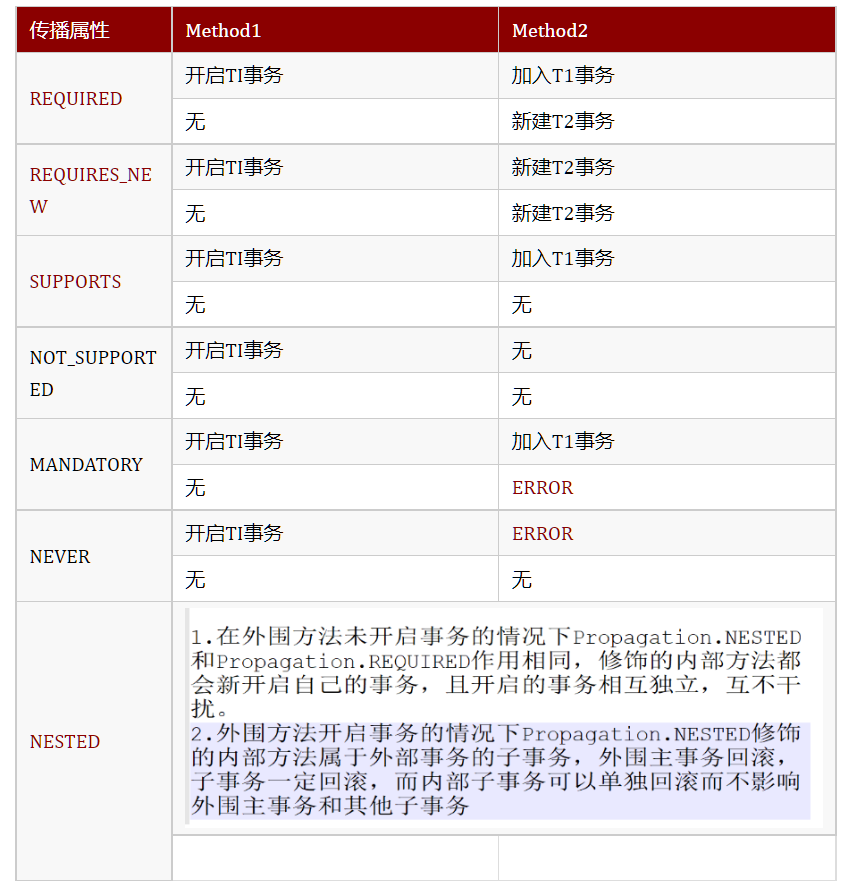 传播属性 Method1 Method2
REQUIRED
开启TI事务 加入T1事务
无 新建T2事务
REQUIRES_NE
W
开启TI事务 新建T2事务
无 新建T2事务
SUPPORTS
开启TI事务 加入T1事务
无 无
NOT_SUPPORT
ED
开启TI事务 无
无 无
MANDATORY
开启TI事务 加入T1事务
无 ERROR
NEVER
开启TI事务 ERROR
无 无
NESTED
1.在外围方法未开启事务的情况下Propagation.NESTED
和Propagation.REQUIRED作用相同，修饰的内部方法都
会新开启自己的事务，且开启的事务相互独立，互不干
扰。
2.外围方法开启事务的情况下Propagation.NESTED修饰
的内部方法属于外部事务的子事务，外围主事务回滚，
子事务一定回滚，而内部子事务可以单独回滚而不影响
外围主事务和其他子事务